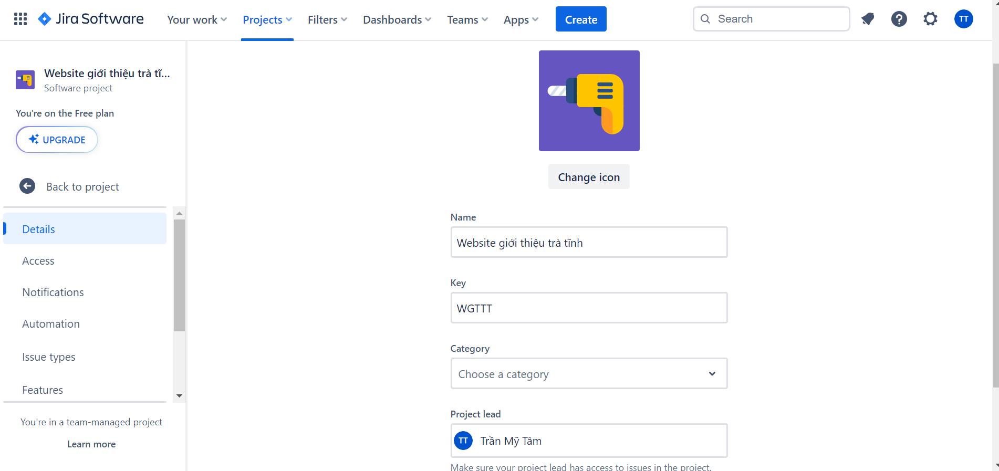 Jira Software
Your work
Projects
Filters
Dashboards
Teams
Apps
Create
Search
TT
Website giới thiệu trà tĩ...
Software project
You're on the Free plan
UPGRADE
Back to project
Details
Access
Notifications
Automation
Issue types
Features
You're in a team-managed project
Learn more
Change icon
Name
Website giới thiệu trà tĩnh
Key
WGTTT
Category
Choose a category
Project lead
TT Trần Mỹ Tâm
Make sure your project lead has access to issues in the project.